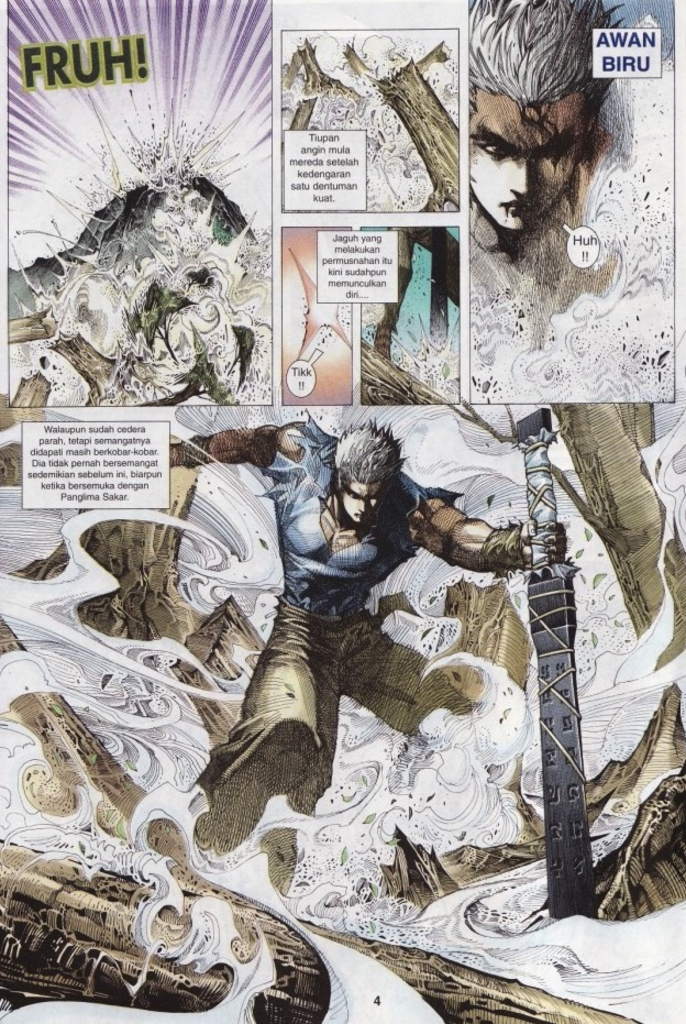 FRUH!
Tiupan
angin mula
mereda setelah
kedengaran
satu dentuman
kuat.
Jaguh yang
melakukan
permusnahan itu
kini sudahpun
memunculkan
diri....
Tikk
!!
AWAN
BIRU
Huh
!!
Walaupun sudah cedera
parah, tetapi semangatnya
didapati masih berkobar-kobar.
Dia tidak pernah bersemangat
sedemikian sebelum ini, biarpun
ketika bersemuka dengan
Panglima Sakar.
4